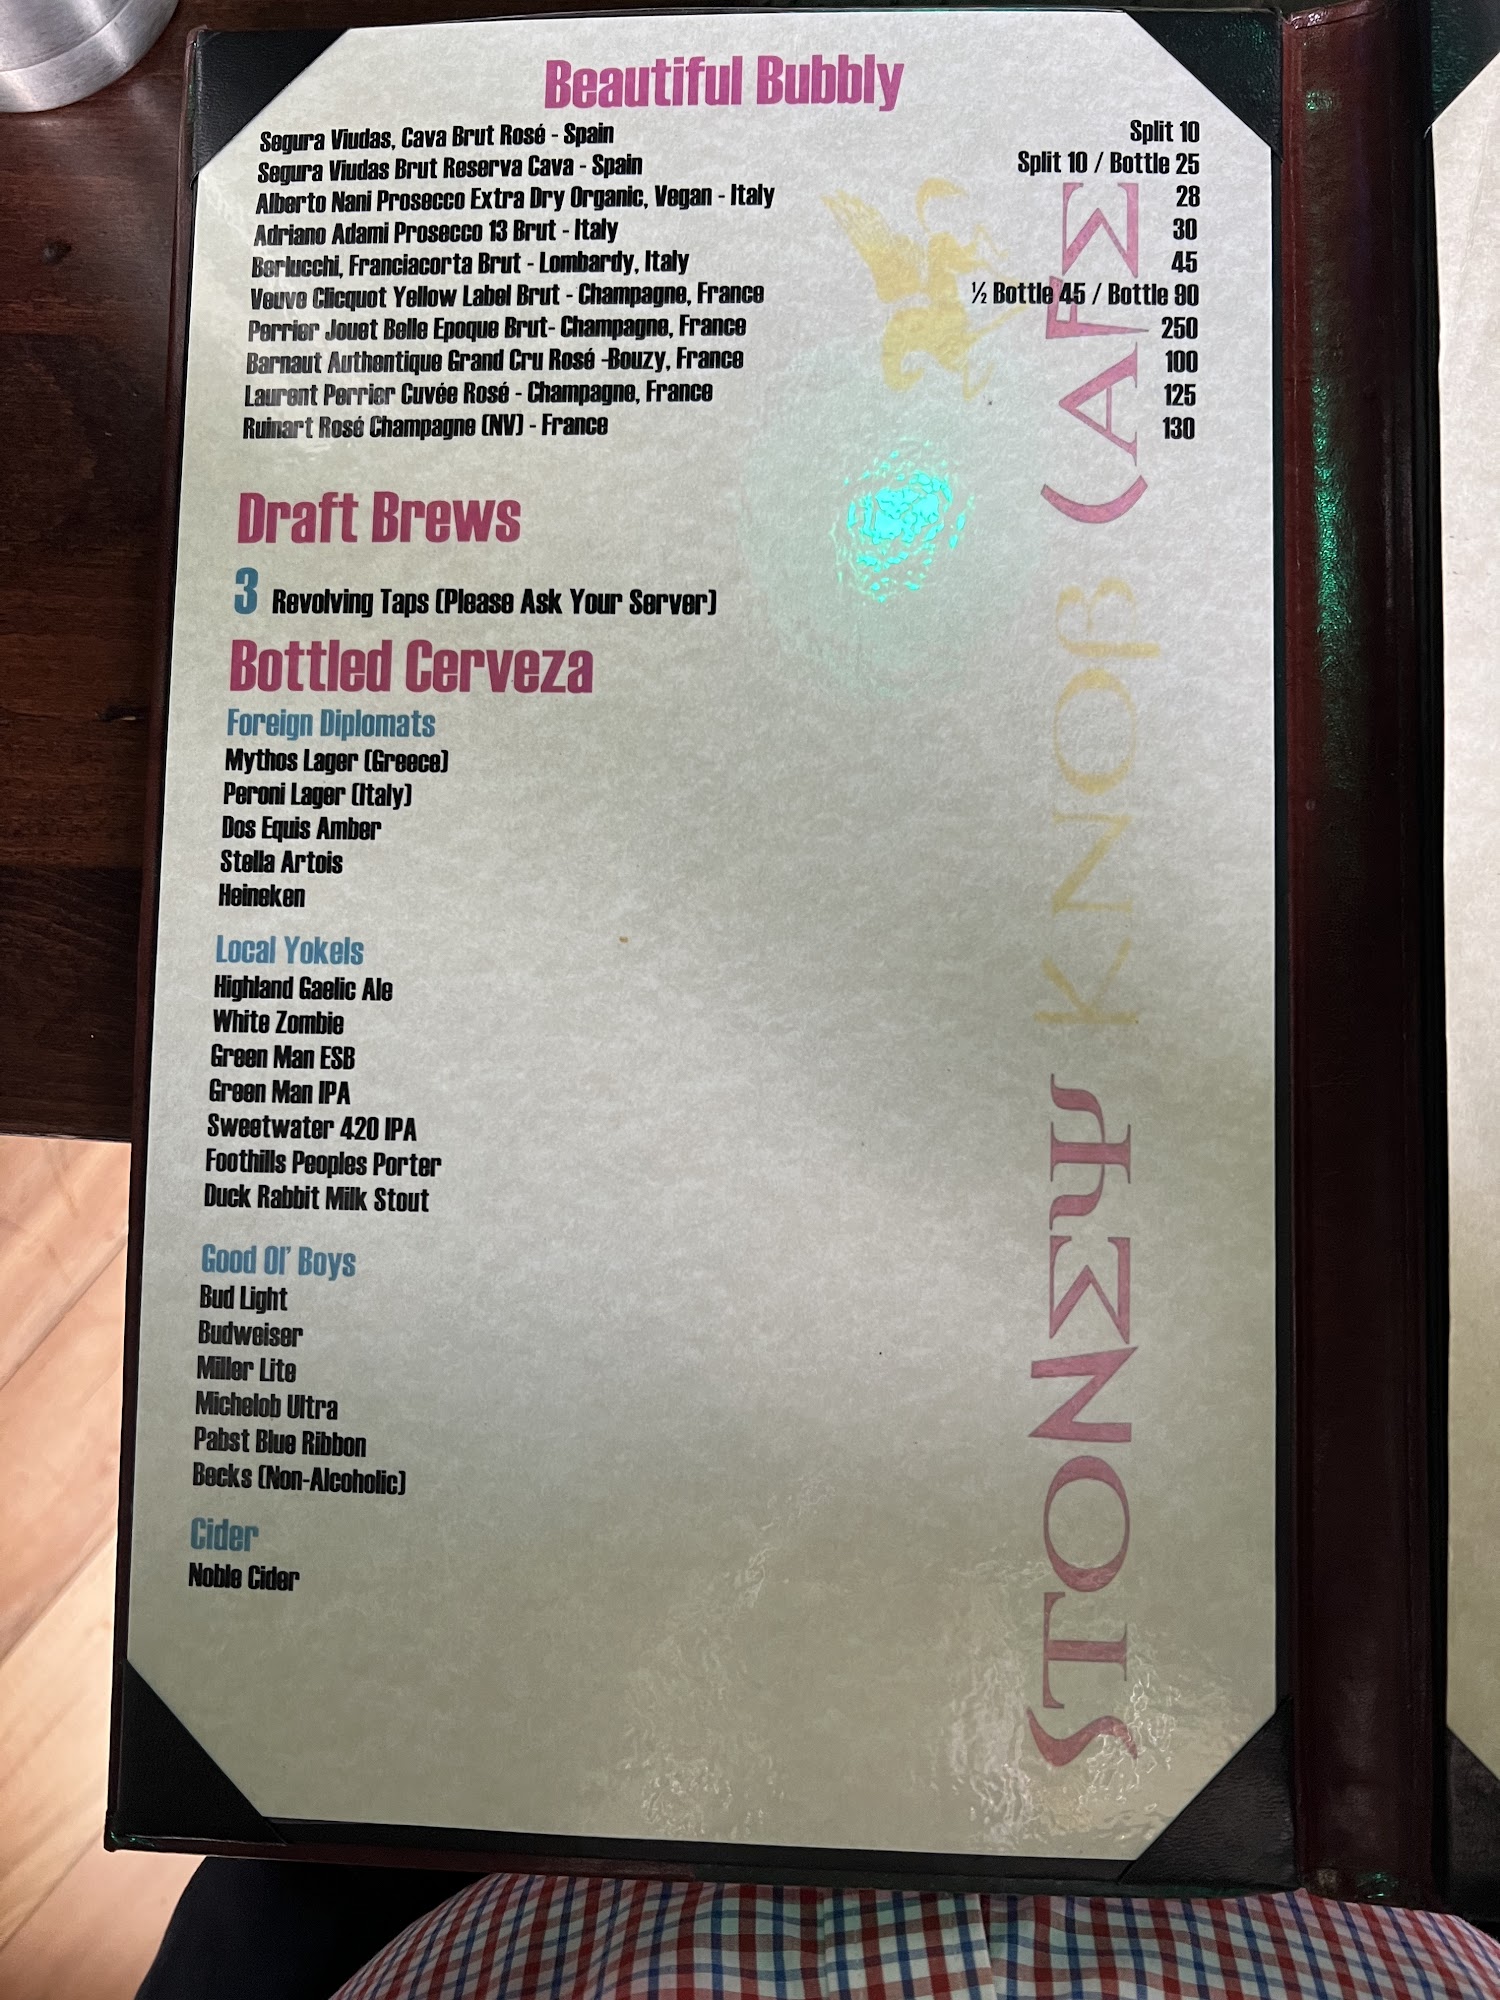 Beautiful Bubbly
Segura Viudas, Cava Brut Rosé - Spain Split 10
Segura Viudas Brut Reserva Cava - Spain Split 10 / Bottle 25
Alberto Nani Prosecco Extra Dry Organic, Vegan - Italy 28
Adriano Adami Prosecco 13 Brut - Italy 30
Berlucchi, Franciacorta Brut - Lombardy, Italy 45
Veuve Clicquot Yellow Label Brut - Champagne, France ½ Bottle 45 / Bottle 90
Perrier Jouet Belle Epoque Brut- Champagne, France 250
Barnaut Authentique Grand Cru Rosé -Bouzy, France 100
Laurent Perrier Cuvée Rosé - Champagne, France 125
Ruinart Rosé Champagne (NV) - France 130
Draft Brews
3 Revolving Taps (Please Ask Your Server)
Bottled Cerveza
Foreign Diplomats
Mythos Lager (Greece)
Peroni Lager (Italy)
Dos Equis Amber
Stella Artois
Heineken
Local Yokels
Highland Gaelic Ale
White Zombie
Green Man ESB
Green Man IPA
Sweetwater 420 IPA
Foothills Peoples Porter
Duck Rabbit Milk Stout
Good Ol' Boys
Bud Light
Budweiser
Miller Lite
Michelob Ultra
Pabst Blue Ribbon
Becks (Non-Alcoholic)
Cider
Noble Cider
STONΣΨ KNOβ CAFΣ